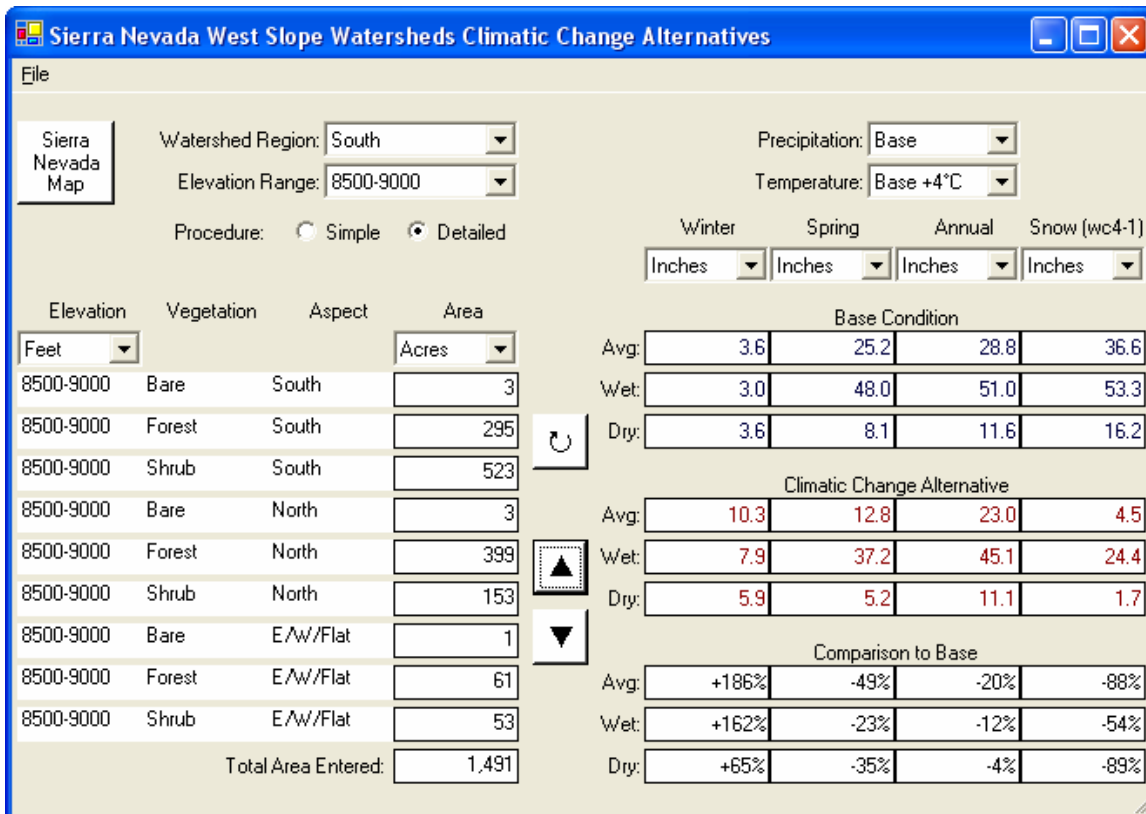 Sierra Nevada West Slope Watersheds Climatic Change Alternatives
File
Sierra
Nevada
Map
Watershed Region: South
Elevation Range: 8500-9000
Procedure: Simple Detailed
Precipitation: Base
Temperature: Base +4°C
Winter Spring Annual Snow (wc4-1)
Inches Inches Inches Inches
Elevation Vegetation Aspect Area
Feet Acres
8500-9000 Bare South 3
8500-9000 Forest South 295
8500-9000 Shrub South 523
8500-9000 Bare North 3
8500-9000 Forest North 399
8500-9000 Shrub North 153
8500-9000 Bare E/W/Flat 1
8500-9000 Forest E/W/Flat 61
8500-9000 Shrub E/W/Flat 53
Total Area Entered: 1,491
Base Condition
Avg: 3.6 25.2 28.8 36.6
Wet: 3.0 48.0 51.0 53.3
Dry: 3.6 8.1 11.6 16.2
Climatic Change Alternative
Avg: 10.3 12.8 23.0 4.5
Wet: 7.9 37.2 45.1 24.4
Dry: 5.9 5.2 11.1 1.7
Comparison to Base
Avg: +186% -49% -20% -88%
Wet: +162% -23% -12% -54%
Dry: +65% -35% -4% -89%